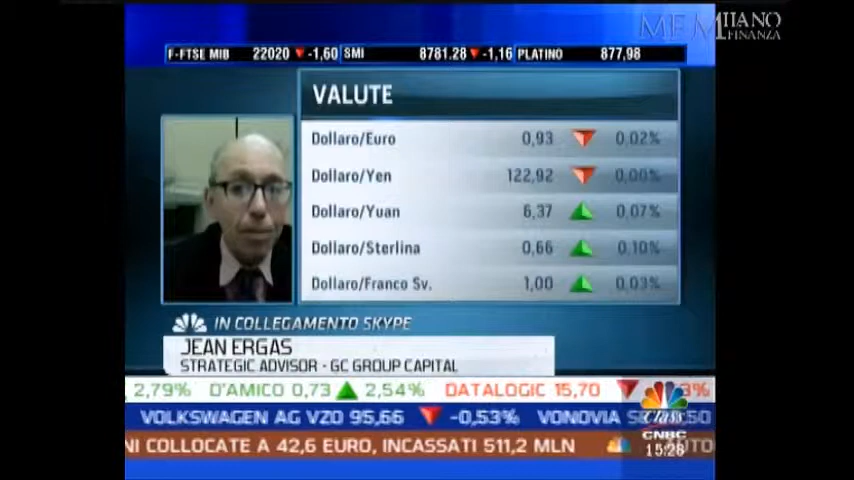 MF MILANO
FINANZA
F-FTSE MIB 22020 -1,60 SMI 8781.28 -1,16 PLATINO 877,98
VALUTE
Dollaro/Euro 0,93 0,02%
Dollaro/Yen 122,92 0,00%
Dollaro/Yuan 6,37 0,07%
Dollaro/Sterlina 0,66 0,10%
Dollaro/Franco Sv. 1,00 0,03%
IN COLLEGAMENTO SKYPE
JEAN ERGAS
STRATEGIC ADVISOR - GC GROUP CAPITAL
2,79% D'AMICO 0,73 2,54% DATALOGIC 15,70 3%
VOLKSWAGEN AG VZO 95,66 -0,53% VONOVIA 50
NI COLLOCATE A 42,6 EURO, INCASSATI 511,2 MLN
Class
CNBC
15:28